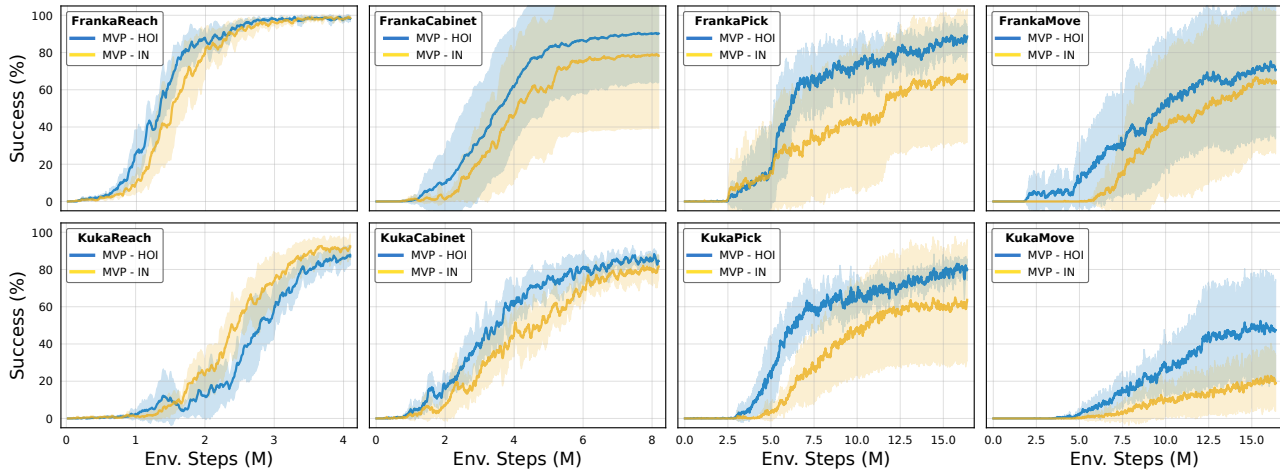 FrankaReach
MVP - HOI
MVP - IN
FrankaCabinet
MVP - HOI
MVP - IN
FrankaPick
MVP - HOI
MVP - IN
FrankaMove
MVP - HOI
MVP - IN
Success (%)
100
80
60
40
20
0
KukaReach
MVP - HOI
MVP - IN
KukaCabinet
MVP - HOI
MVP - IN
KukaPick
MVP - HOI
MVP - IN
KukaMove
MVP - HOI
MVP - IN
Success (%)
100
80
60
40
20
0
0 1 2 3 4
0 2 4 6 8
0.0 2.5 5.0 7.5 10.0 12.5 15.0
0.0 2.5 5.0 7.5 10.0 12.5 15.0
Env. Steps (M)
Env. Steps (M)
Env. Steps (M)
Env. Steps (M)